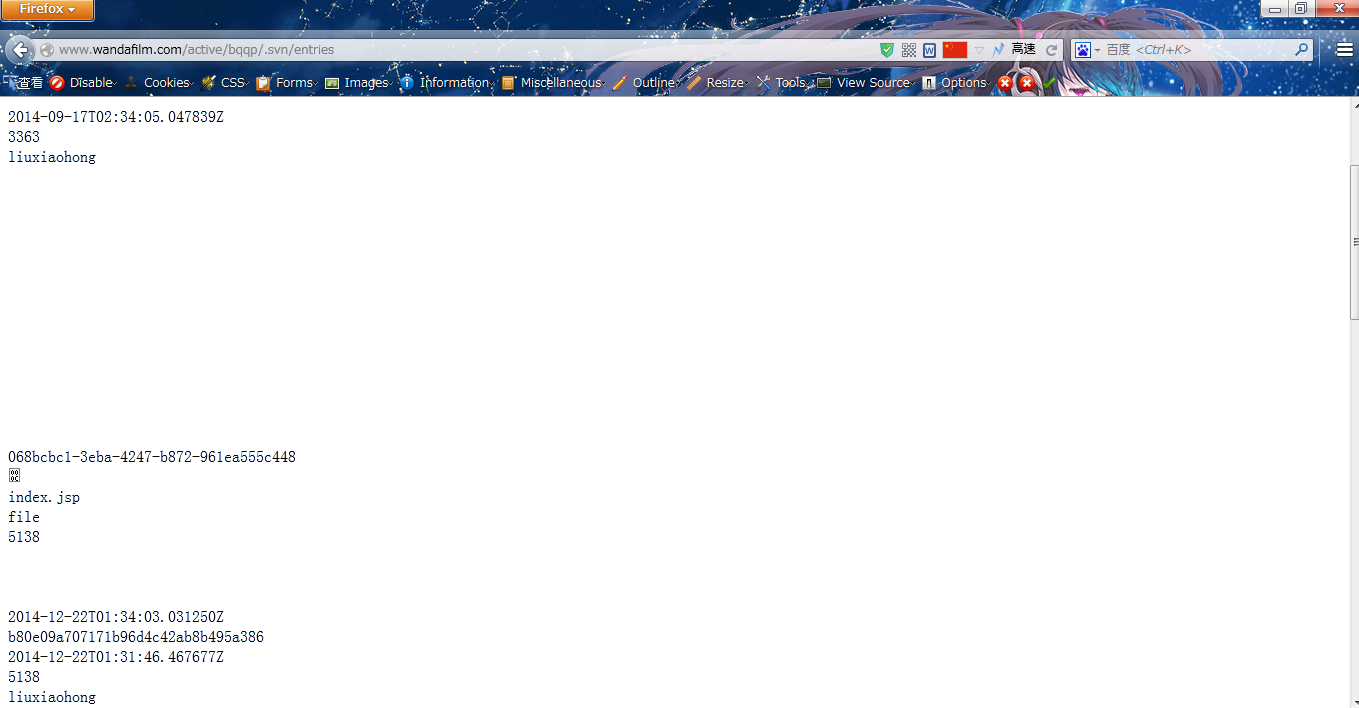 Firefox
www.wandafilm.com/active/bqqp/.svn/entries
高速
百度 <Ctrl+K>
查看 Disable Cookies CSS Forms Images Information Miscellaneous Outline Resize Tools View Source Options
2014-09-17T02:34:05.047839Z
3363
liuxiaohong
068bcbc1-3eba-4247-b872-961ea555c448
index.jsp
file
5138
2014-12-22T01:34:03.031250Z
b80e09a707171b96d4c42ab8b495a386
2014-12-22T01:31:46.467677Z
5138
liuxiaohong